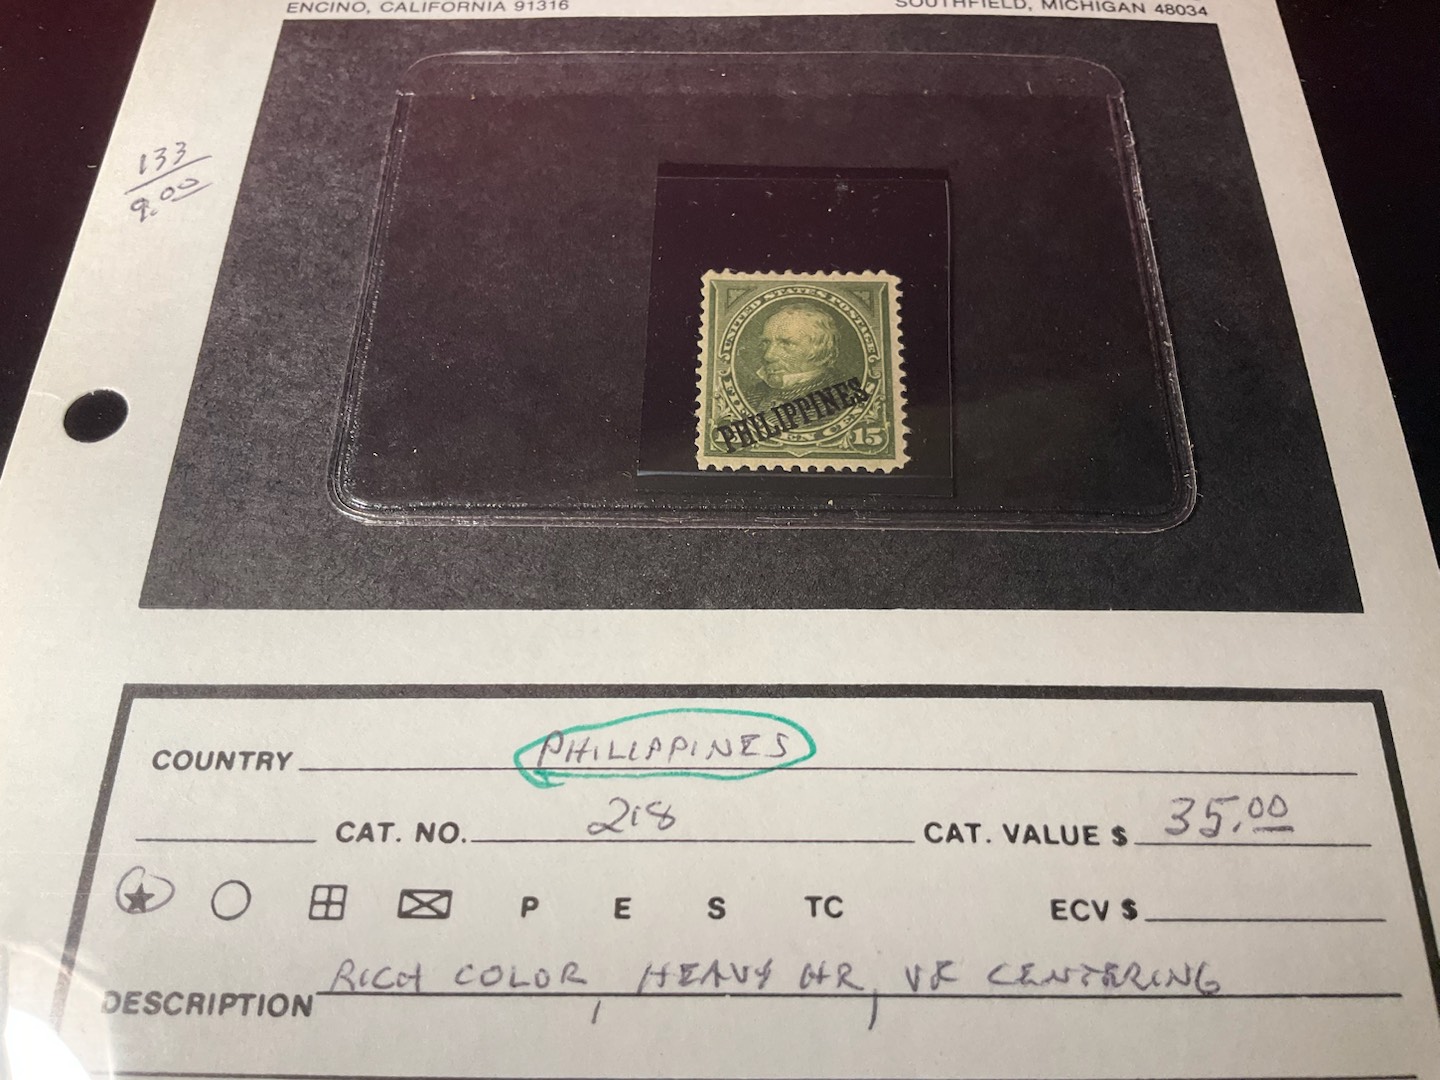 ENCINO, CALIFORNIA 91316
SOUTHFIELD, MICHIGAN 48034
133
9.00
UNITED STATES POSTAGE
PHILIPPINES
15
COUNTRY PHILIPPINES
CAT. NO. 218 CAT. VALUE $ 35.00
P E S TC ECV $
DESCRIPTION RICH COLOR, HEAVY HR, VF CENTERING